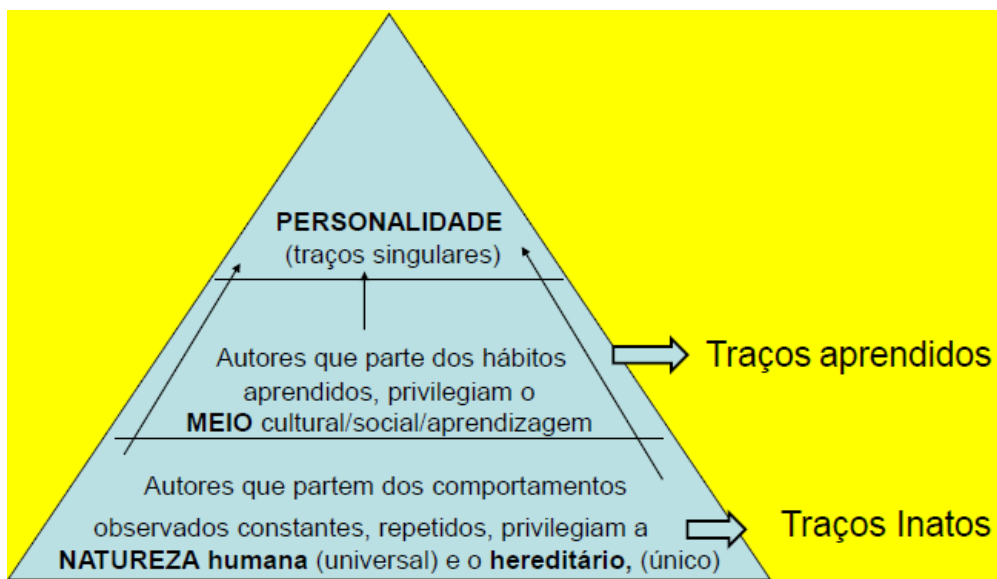 PERSONALIDADE
(traços singulares)
Autores que parte dos hábitos
aprendidos, privilegiam o
MEIO cultural/social/aprendizagem
Traços aprendidos
Autores que partem dos comportamentos
observados constantes, repetidos, privilegiam a
NATUREZA humana (universal) e o hereditário, (único)
Traços Inatos